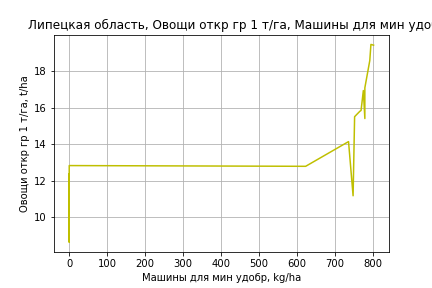 Липецкая область, Овощи откр гр 1 т/га, Машины для мин удо
Овощи откр гр 1 т/га, t/ha
18
16
14
12
10
0 100 200 300 400 500 600 700 800
Машины для мин удобр, kg/ha